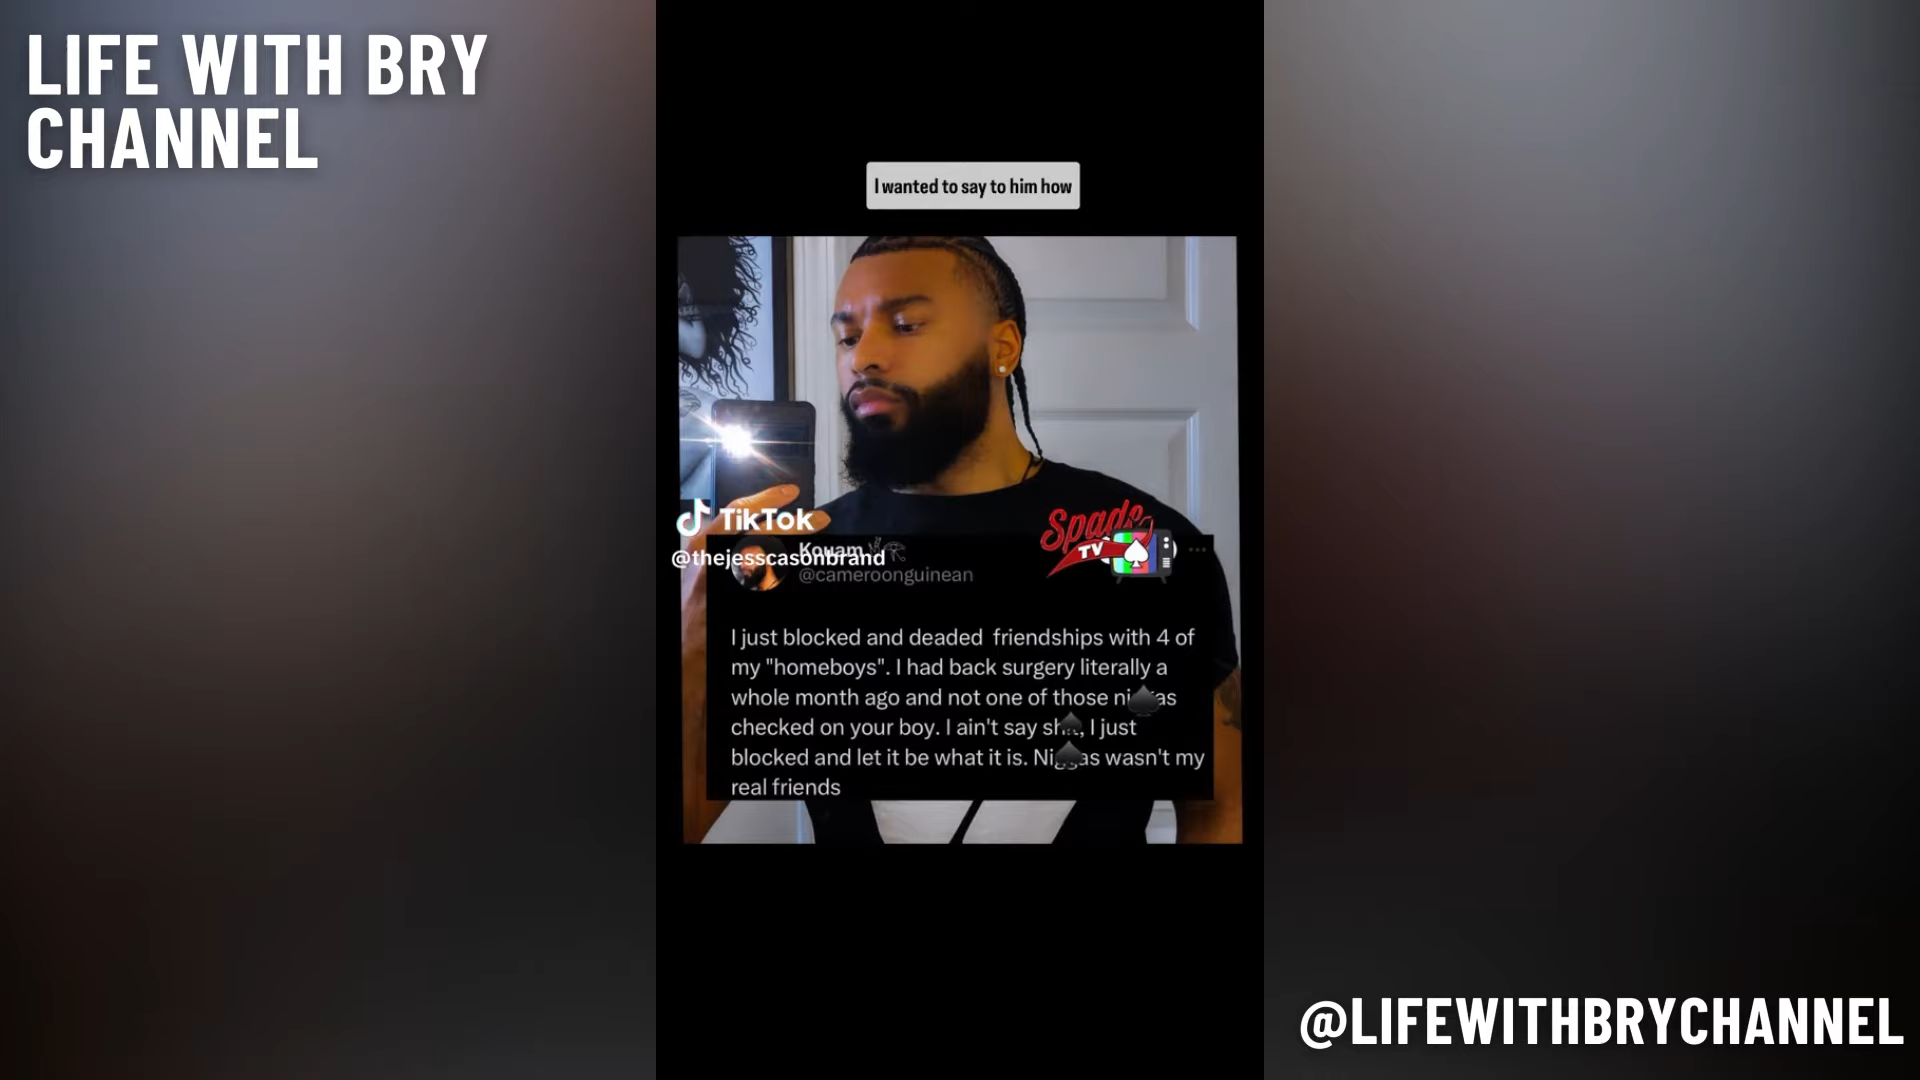 LIFE WITH BRY
CHANNEL
I wanted to say to him how
TikTok
@thejesscasonbrand
Spade
TV
Kouam
@cameroonguinean
I just blocked and deaded friendships with 4 of
my "homeboys". I had back surgery literally a
whole month ago and not one of those ni as
checked on your boy. I ain't say sh , I just
blocked and let it be what it is. Niggas wasn't my
real friends
@LIFEWITHBRYCHANNEL